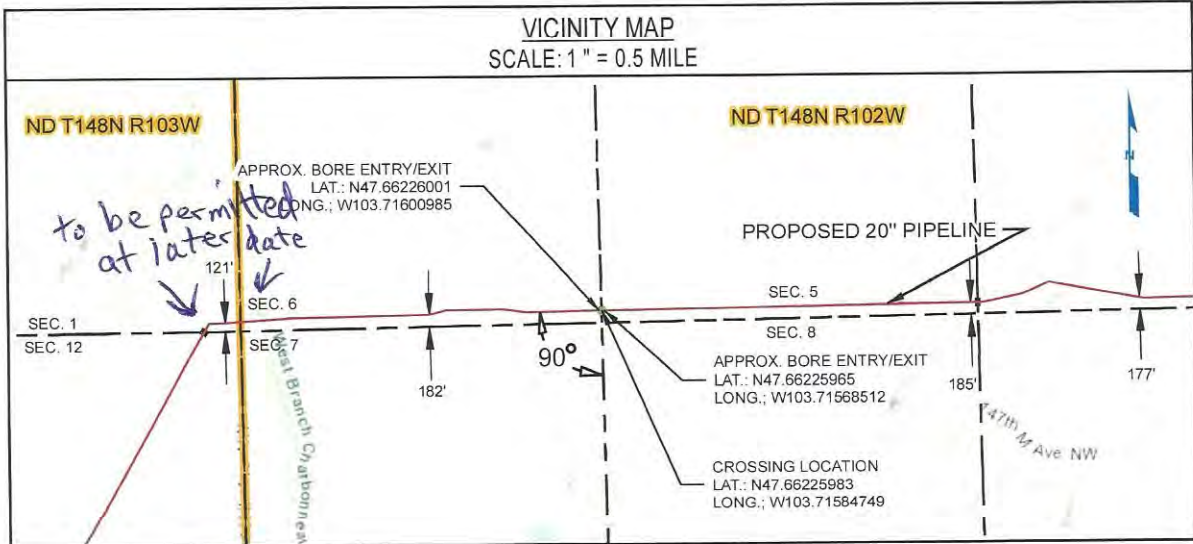 VICINITY MAP
SCALE: 1 " = 0.5 MILE
ND T148N R103W
ND T148N R102W
N
APPROX. BORE ENTRY/EXIT
LAT.: N47.66226001
LONG.; W103.71600985
to be permitted
at later date
PROPOSED 20" PIPELINE
121'
SEC. 6
SEC. 5
SEC. 1
SEC. 12
SEC. 7
SEC. 8
90°
182'
APPROX. BORE ENTRY/EXIT
LAT.: N47.66225965
LONG.; W103.71568512
185'
177'
West Branch Charbonneau
147th M Ave NW
CROSSING LOCATION
LAT.: N47.66225983
LONG.; W103.71584749